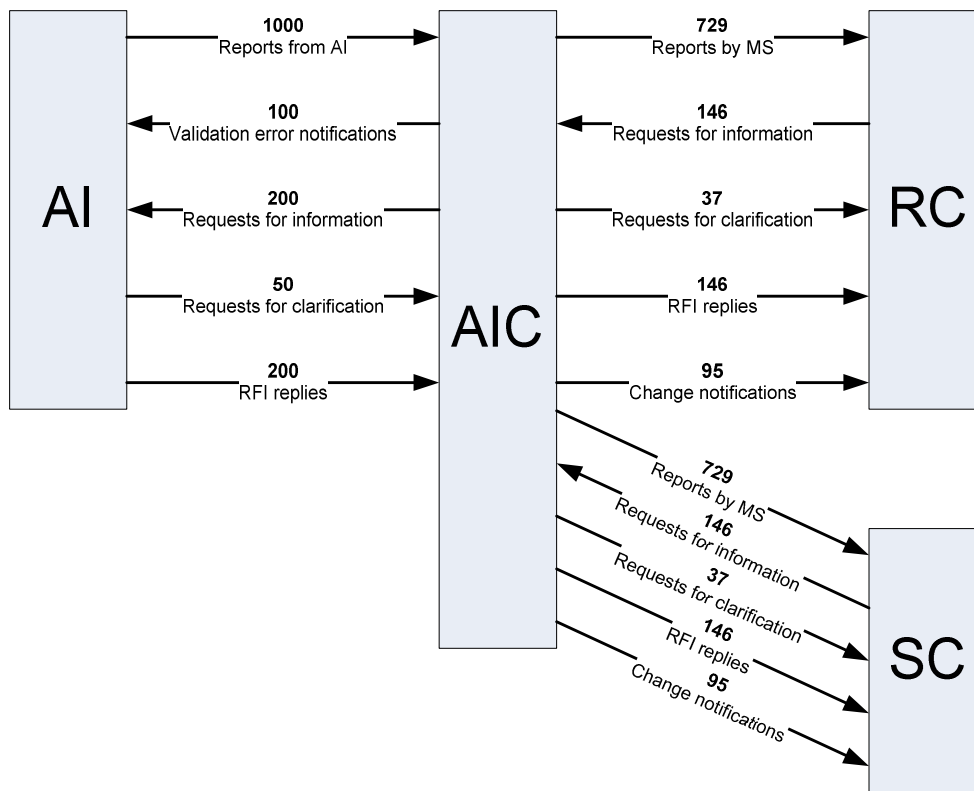 1000
Reports from AI
100
Validation error notifications
200
Requests for information
50
Requests for clarification
200
RFI replies
AI
AIC
729
Reports by MS
146
Requests for information
37
Requests for clarification
146
RFI replies
95
Change notifications
RC
729
Reports by MS
146
Requests for information
37
Requests for clarification
146
RFI replies
95
Change notifications
SC